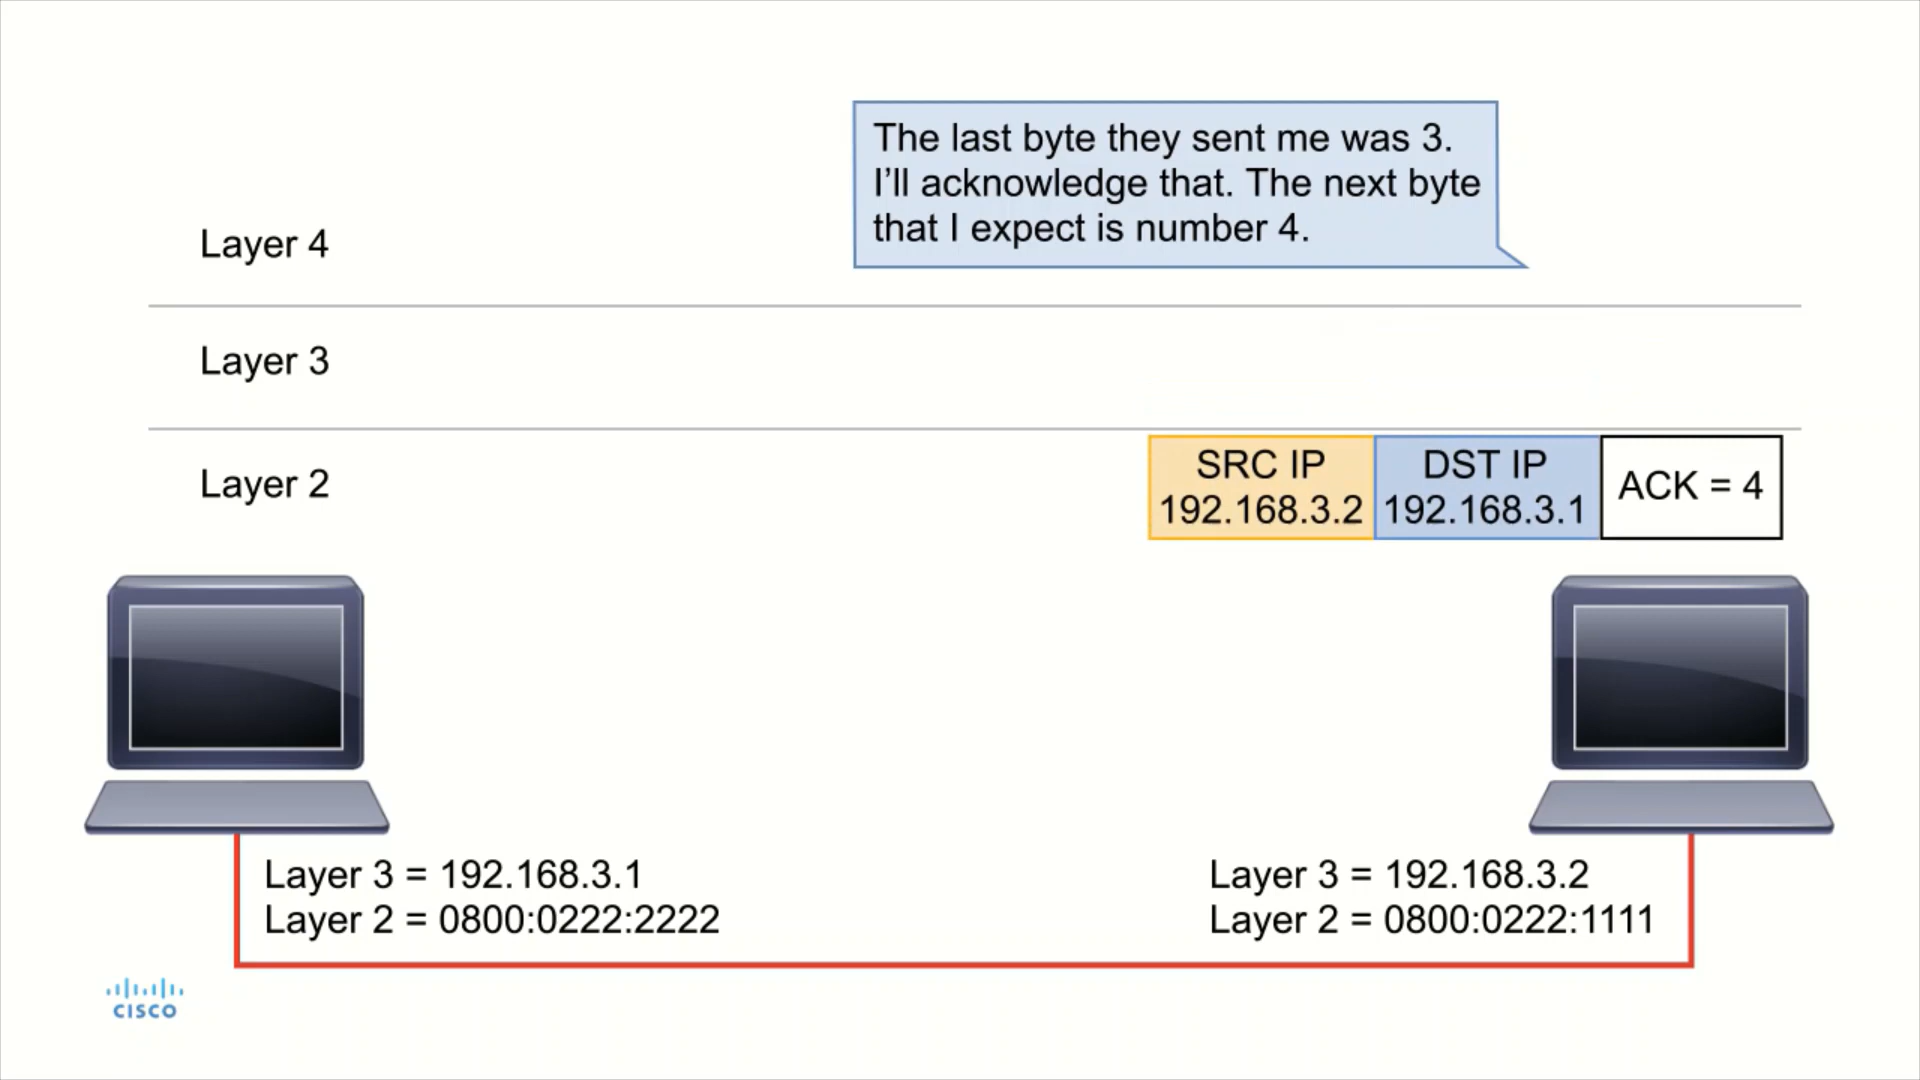 The last byte they sent me was 3.
I’ll acknowledge that. The next byte
that I expect is number 4.
Layer 4
Layer 3
Layer 2
SRC IP
192.168.3.2
DST IP
192.168.3.1
ACK = 4
Layer 3 = 192.168.3.1
Layer 2 = 0800:0222:2222
Layer 3 = 192.168.3.2
Layer 2 = 0800:0222:1111
CISCO